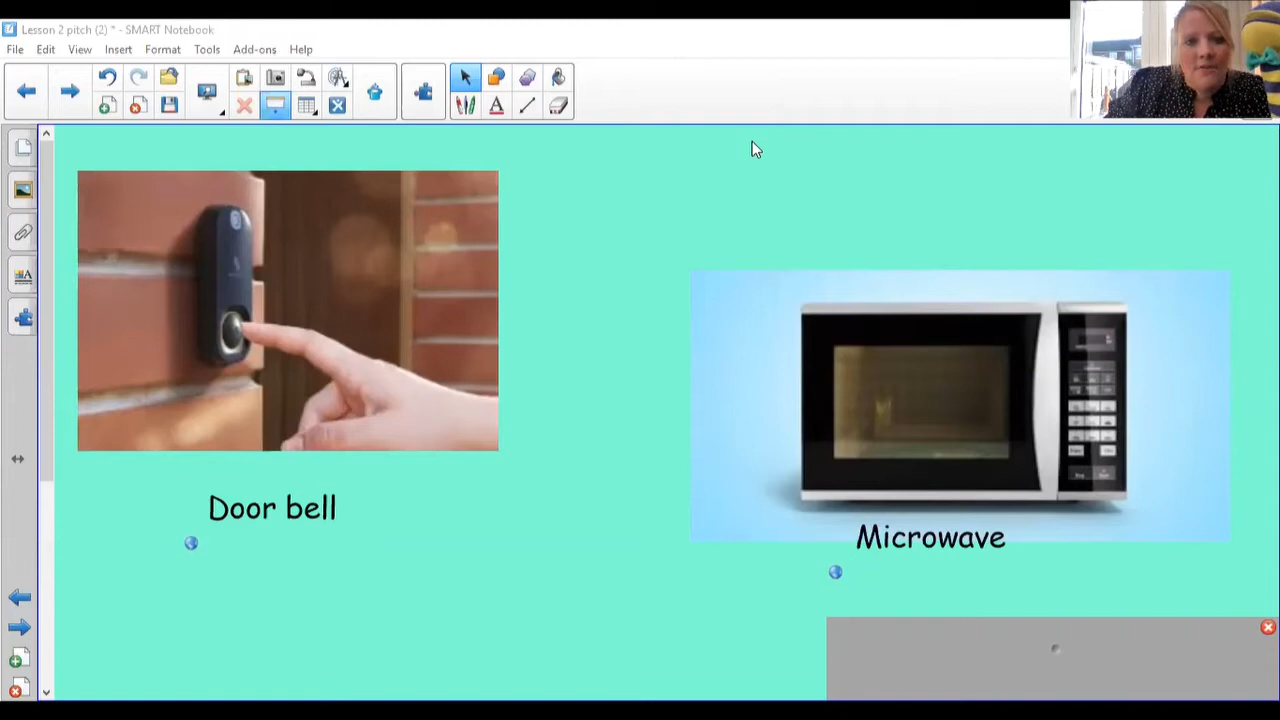 Lesson 2 pitch (2) * - SMART Notebook
File Edit View Insert Format Tools Add-ons Help
Door bell
Microwave